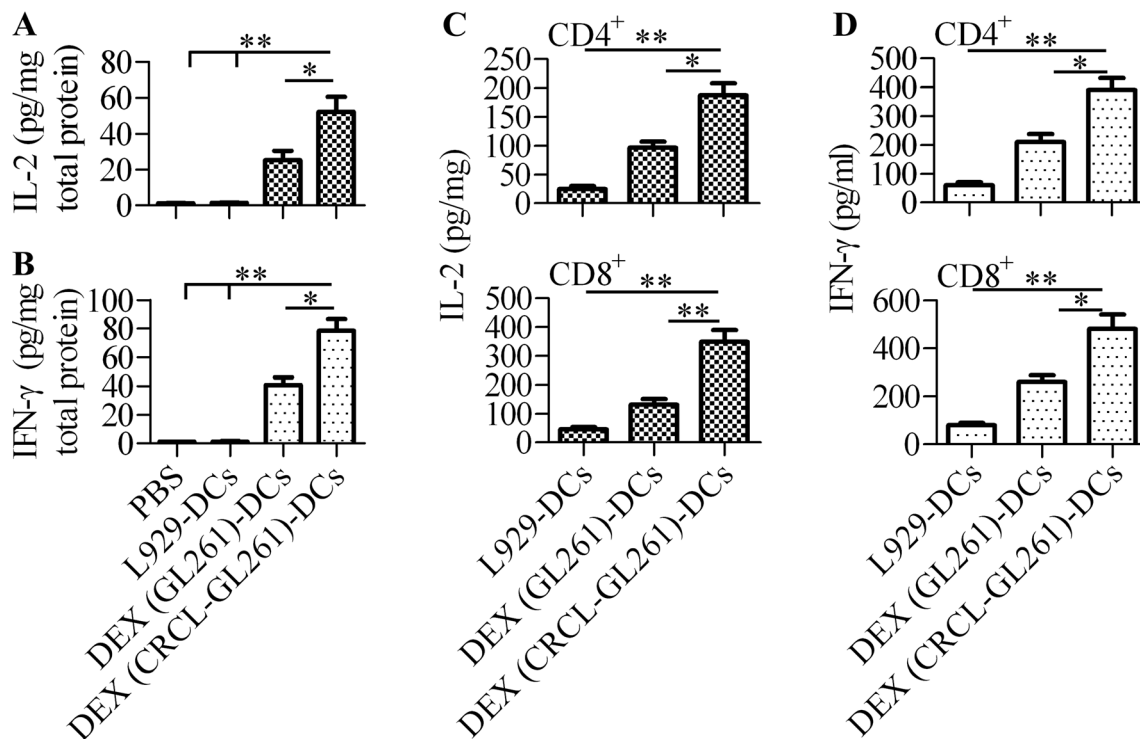 A
IL-2 (pg/mg
total protein)
80
60
40
20
0
**
*
B
IFN-γ (pg/mg
total protein)
100
80
60
40
20
0
**
*
PBS
L929-DCs
DEX (GL261)-DCs
DEX (CRCL-GL261)-DCs
C
IL-2 (pg/mg)
CD4+
**
*
250
200
150
100
50
0
CD8+
**
**
500
400
300
200
100
0
L929-DCs
DEX (GL261)-DCs
DEX (CRCL-GL261)-DCs
D
IFN-γ (pg/ml)
CD4+
**
*
500
400
300
200
100
0
CD8+
**
*
600
400
200
0
L929-DCs
DEX (GL261)-DCs
DEX (CRCL-GL261)-DCs